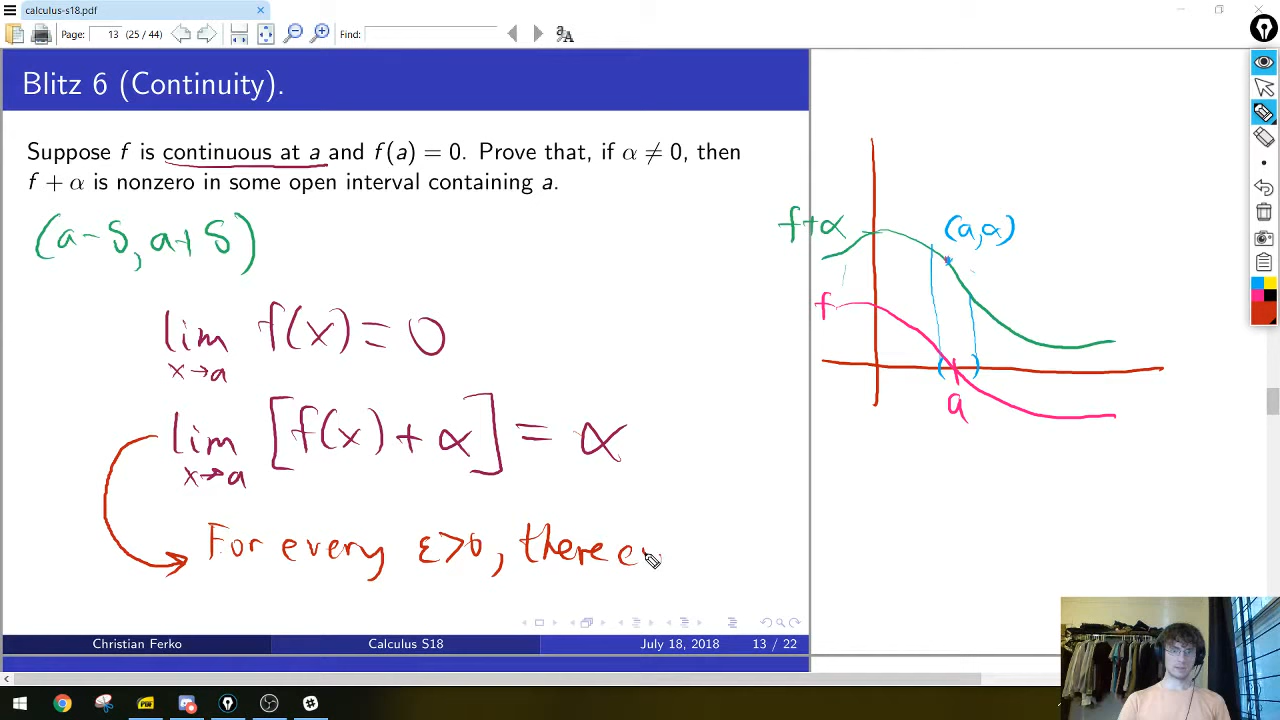 calculus-s18.pdf
Page: 13 (25 / 44) Find:
Blitz 6 (Continuity).
Suppose f is continuous at a and f(a) = 0. Prove that, if α ≠ 0, then
f + α is nonzero in some open interval containing a.
(a-δ, a+δ)
lim f(x) = 0
x→a
lim [f(x) + α] = α
x→a
For every ε>0, there ex
f+α
(a,α)
f
( )
a
Christian Ferko Calculus S18 July 18, 2018 13 / 22